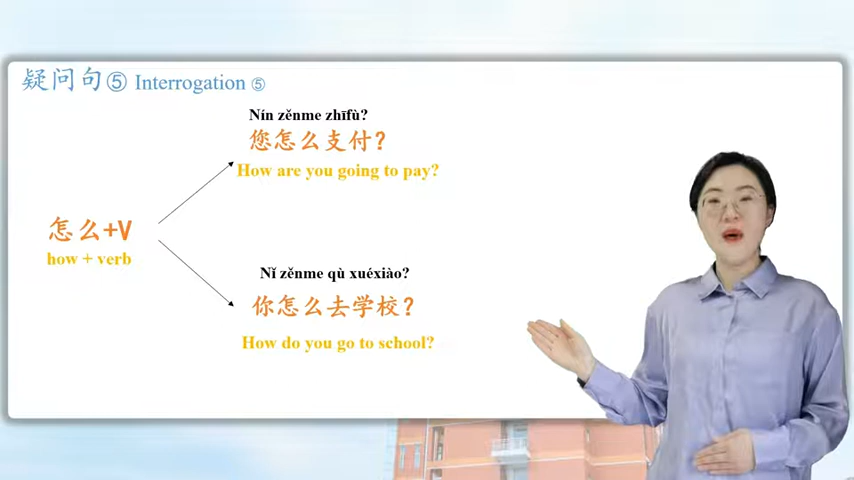 疑问句⑤ Interrogation ⑤
Nín zěnme zhīfù?
您怎么支付？
How are you going to pay?
怎么+V
how + verb
Nǐ zěnme qù xuéxiào?
你怎么去学校？
How do you go to school?